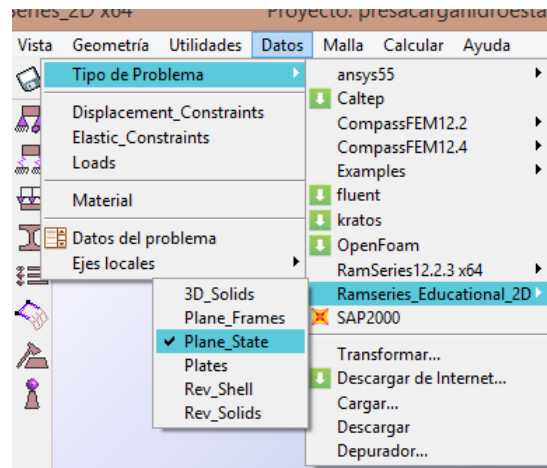 Series_2D x64 Proyecto: presacargahidroesta
Vista Geometría Utilidades Datos Malla Calcular Ayuda
Tipo de Problema
Displacement_Constraints
Elastic_Constraints
Loads
Material
Datos del problema
Ejes locales
ansys55
Caltep
CompassFEM12.2
CompassFEM12.4
Examples
fluent
kratos
OpenFoam
RamSeries12.2.3 x64
Ramseries_Educational_2D
SAP2000
Transformar...
Descargar de Internet...
Cargar...
Descargar
Depurador...
3D_Solids
Plane_Frames
Plane_State
Plates
Rev_Shell
Rev_Solids